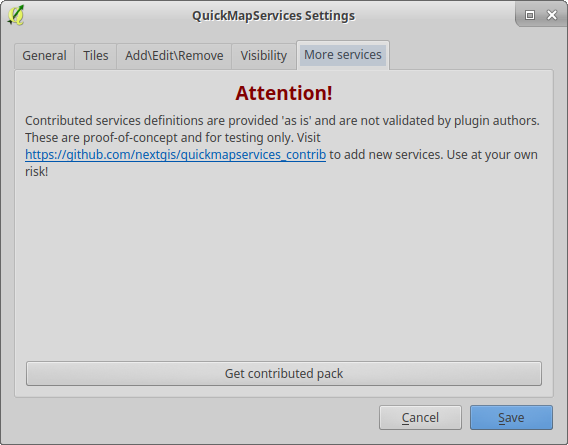 QuickMapServices Settings
General Tiles Add\Edit\Remove Visibility More services
Attention!
Contributed services definitions are provided 'as is' and are not validated by plugin authors.
These are proof-of-concept and for testing only. Visit
https://github.com/nextgis/quickmapservices_contrib to add new services. Use at your own
risk!
Get contributed pack
Cancel Save